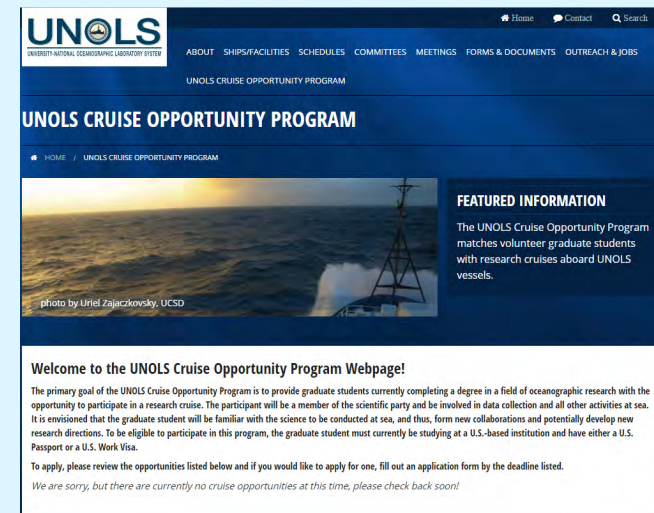 UNOLS
UNIVERSITY-NATIONAL OCEANOGRAPHIC LABORATORY SYSTEM
Home Contact Search
ABOUT SHIPS/FACILITIES SCHEDULES COMMITTEES MEETINGS FORMS & DOCUMENTS OUTREACH & JOBS
UNOLS CRUISE OPPORTUNITY PROGRAM
UNOLS CRUISE OPPORTUNITY PROGRAM
HOME / UNOLS CRUISE OPPORTUNITY PROGRAM
photo by Uriel Zajaczkovsky, UCSD
FEATURED INFORMATION
The UNOLS Cruise Opportunity Program
matches volunteer graduate students
with research cruises aboard UNOLS
vessels.
Welcome to the UNOLS Cruise Opportunity Program Webpage!
The primary goal of the UNOLS Cruise Opportunity Program is to provide graduate students currently completing a degree in a field of oceanographic research with the
opportunity to participate in a research cruise. The participant will be a member of the scientific party and be involved in data collection and all other activities at sea.
It is envisioned that the graduate student will be familiar with the science to be conducted at sea, and thus, form new collaborations and potentially develop new
research directions. To be eligible to participate in this program, the graduate student must currently be studying at a U.S.-based institution and have either a U.S.
Passport or a U.S. Work Visa.
To apply, please review the opportunities listed below and if you would like to apply for one, fill out an application form by the deadline listed.
We are sorry, but there are currently no cruise opportunities at this time, please check back soon!